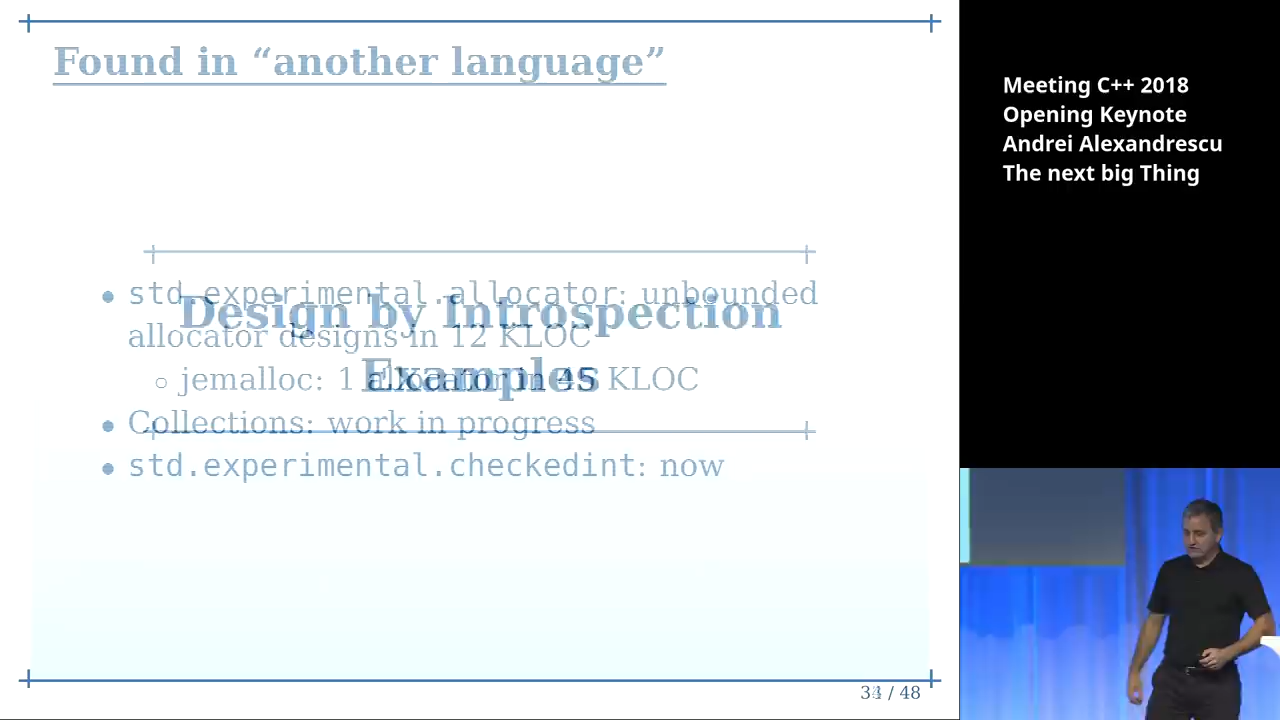 Found in “another language”
Design by Introspection
Examples
• std.experimental.allocator: unbounded
allocator designs in 12 KLOC
○ jemalloc: 1 allocator in 45 KLOC
• Collections: work in progress
• std.experimental.checkedint: now
/ 48
Meeting C++ 2018
Opening Keynote
Andrei Alexandrescu
The next big Thing